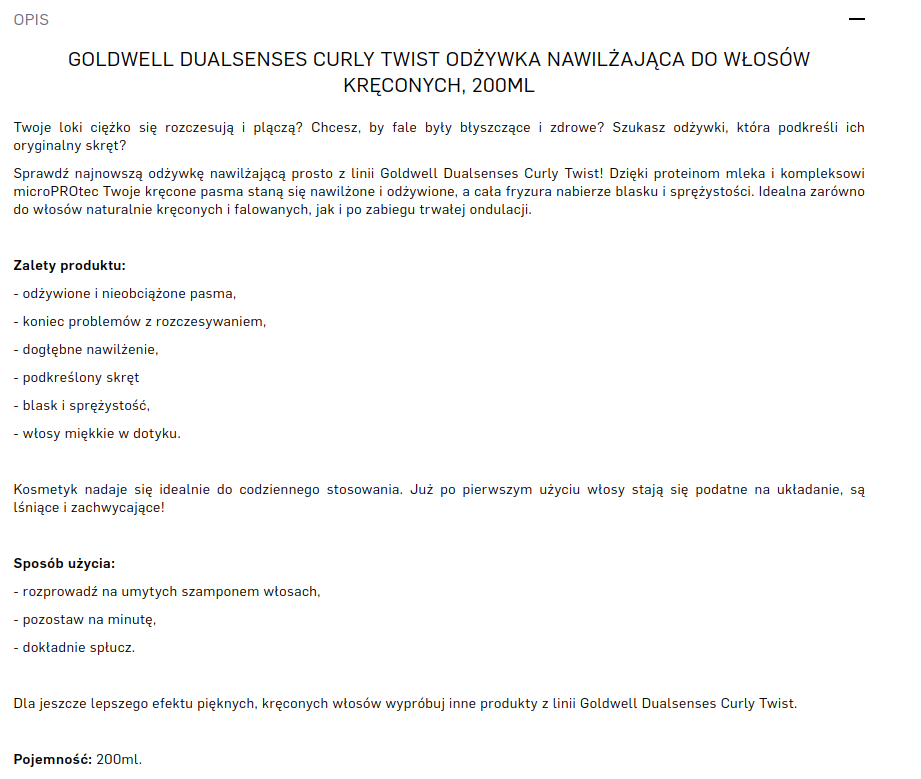 OPIS
GOLDWELL DUALSENSES CURLY TWIST ODŻYWKA NAWILŻAJĄCA DO WŁOSÓW
KRĘCONYCH, 200ML
Twoje loki ciężko się rozczesują i plączą? Chcesz, by fale były błyszczące i zdrowe? Szukasz odżywki, która podkreśli ich
oryginalny skręt?
Sprawdź najnowszą odżywkę nawilżającą prosto z linii Goldwell Dualsenses Curly Twist! Dzięki proteinom mleka i kompleksowi
microPROtec Twoje kręcone pasma staną się nawilżone i odżywione, a cała fryzura nabierze blasku i sprężystości. Idealna zarówno
do włosów naturalnie kręconych i falowanych, jak i po zabiegu trwałej ondulacji.
Zalety produktu:
- odżywione i nieobciążone pasma,
- koniec problemów z rozczesywaniem,
- dogłębne nawilżenie,
- podkreślony skręt
- blask i sprężystość,
- włosy miękkie w dotyku.
Kosmetyk nadaje się idealnie do codziennego stosowania. Już po pierwszym użyciu włosy stają się podatne na układanie, są
lśniące i zachwycające!
Sposób użycia:
- rozprowadź na umytych szamponem włosach,
- pozostaw na minutę,
- dokładnie spłucz.
Dla jeszcze lepszego efektu pięknych, kręconych włosów wypróbuj inne produkty z linii Goldwell Dualsenses Curly Twist.
Pojemność: 200ml.